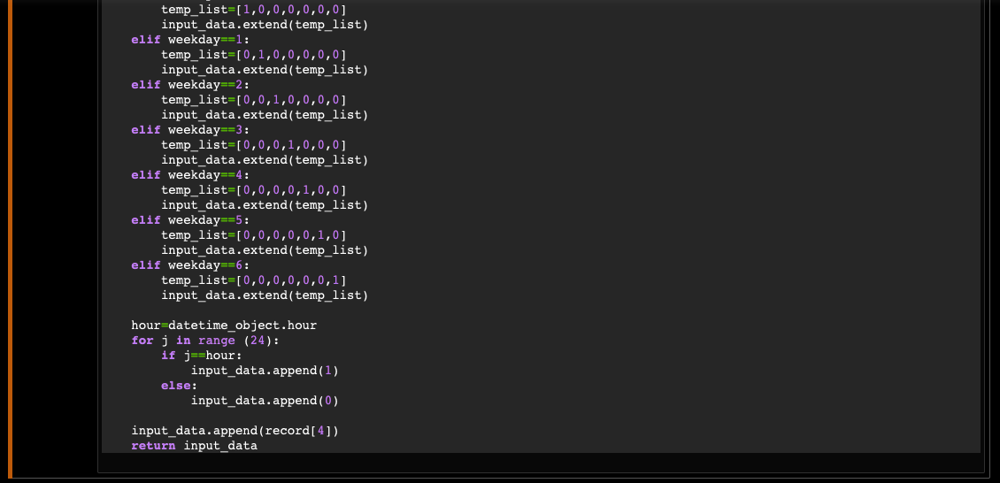 temp_list=[1,0,0,0,0,0,0]
        input_data.extend(temp_list)
    elif weekday==1:
        temp_list=[0,1,0,0,0,0,0]
        input_data.extend(temp_list)
    elif weekday==2:
        temp_list=[0,0,1,0,0,0,0]
        input_data.extend(temp_list)
    elif weekday==3:
        temp_list=[0,0,0,1,0,0,0]
        input_data.extend(temp_list)
    elif weekday==4:
        temp_list=[0,0,0,0,1,0,0]
        input_data.extend(temp_list)
    elif weekday==5:
        temp_list=[0,0,0,0,0,1,0]
        input_data.extend(temp_list)
    elif weekday==6:
        temp_list=[0,0,0,0,0,0,1]
        input_data.extend(temp_list)

    hour=datetime_object.hour
    for j in range (24):
        if j==hour:
            input_data.append(1)
        else:
            input_data.append(0)

    input_data.append(record[4])
    return input_data